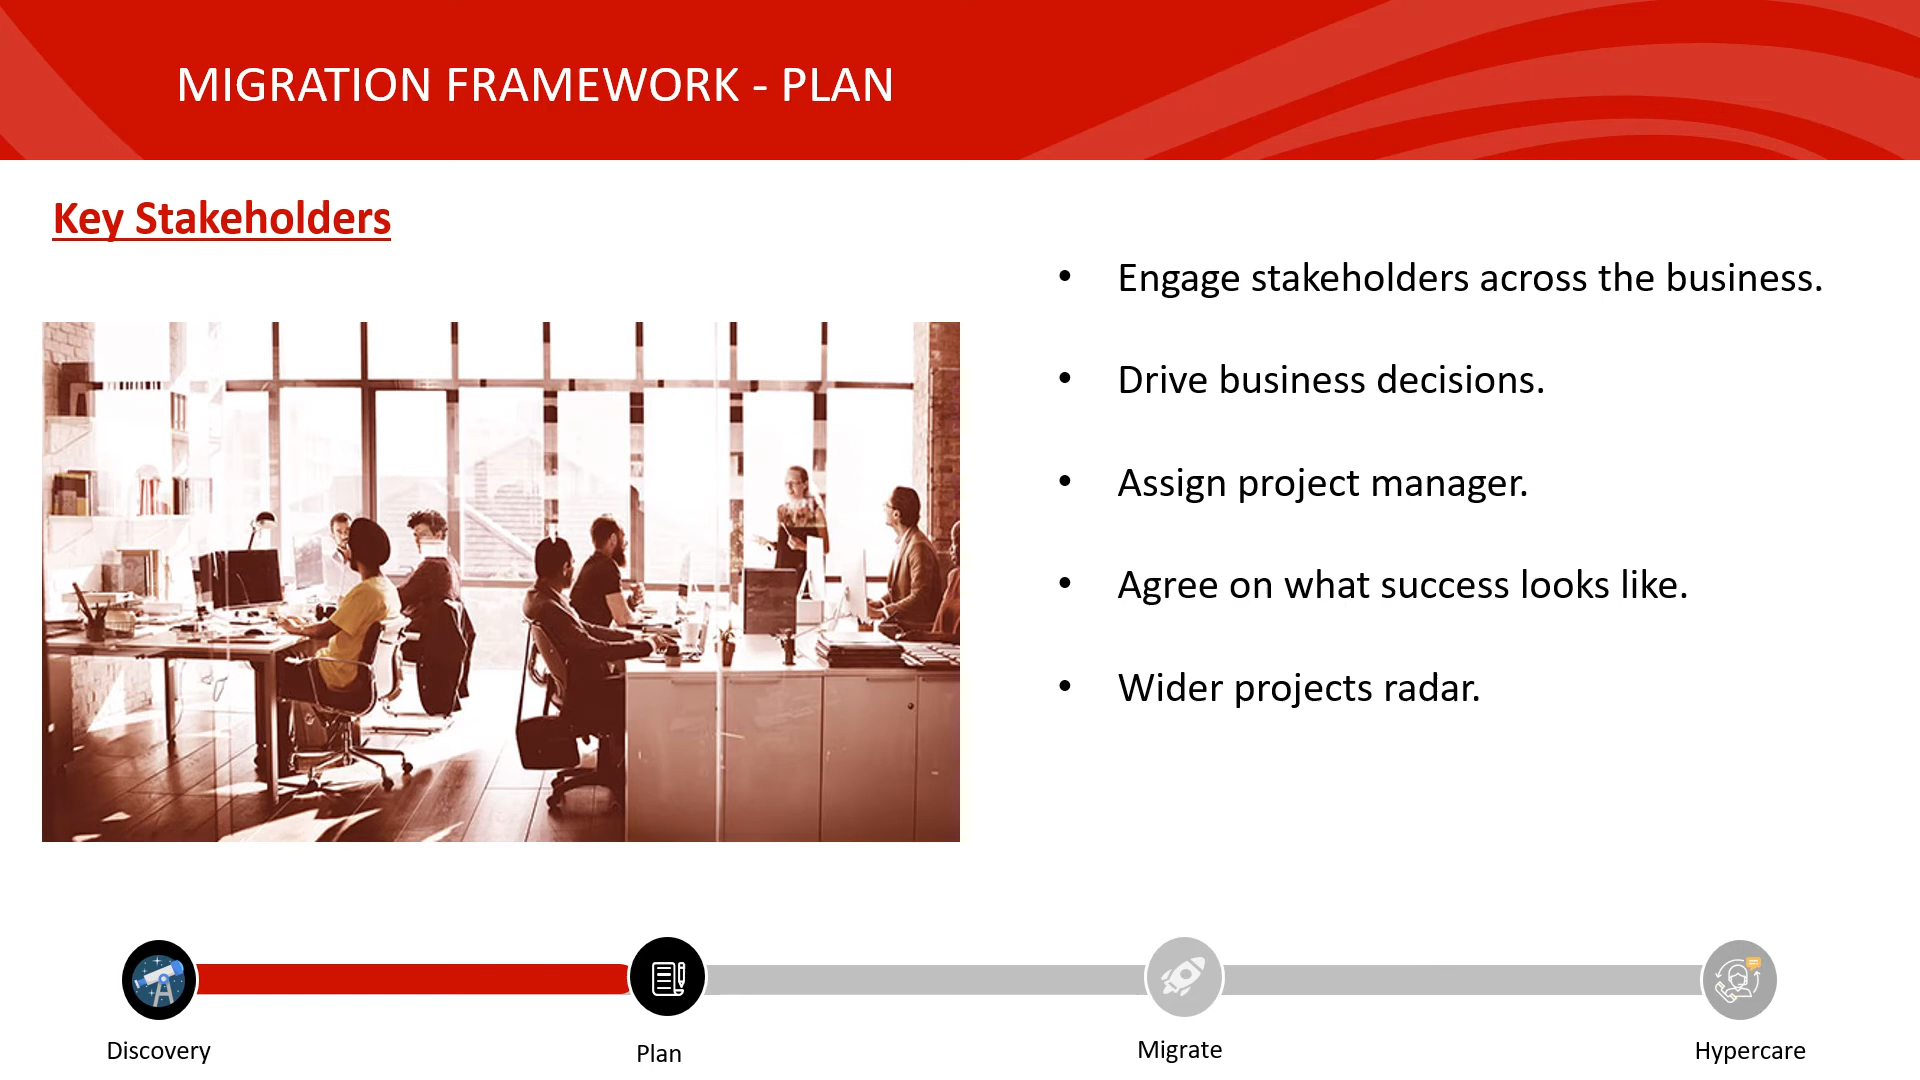 MIGRATION FRAMEWORK - PLAN
Key Stakeholders
• Engage stakeholders across the business.
• Drive business decisions.
• Assign project manager.
• Agree on what success looks like.
• Wider projects radar.
Discovery
Plan
Migrate
Hypercare